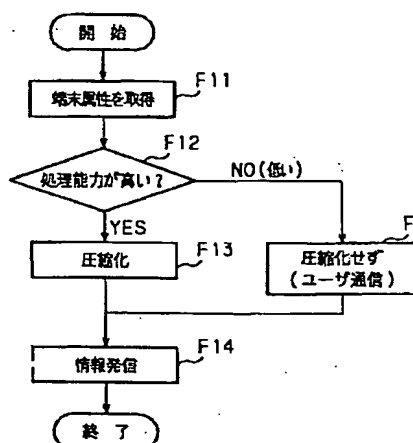 開始
F11
端末属性を取得
F12
処理能力が高い?
NO(低い)
YES
F13
圧縮化
F
圧縮化せず
(ユーザ通信)
F14
情報発信
終了